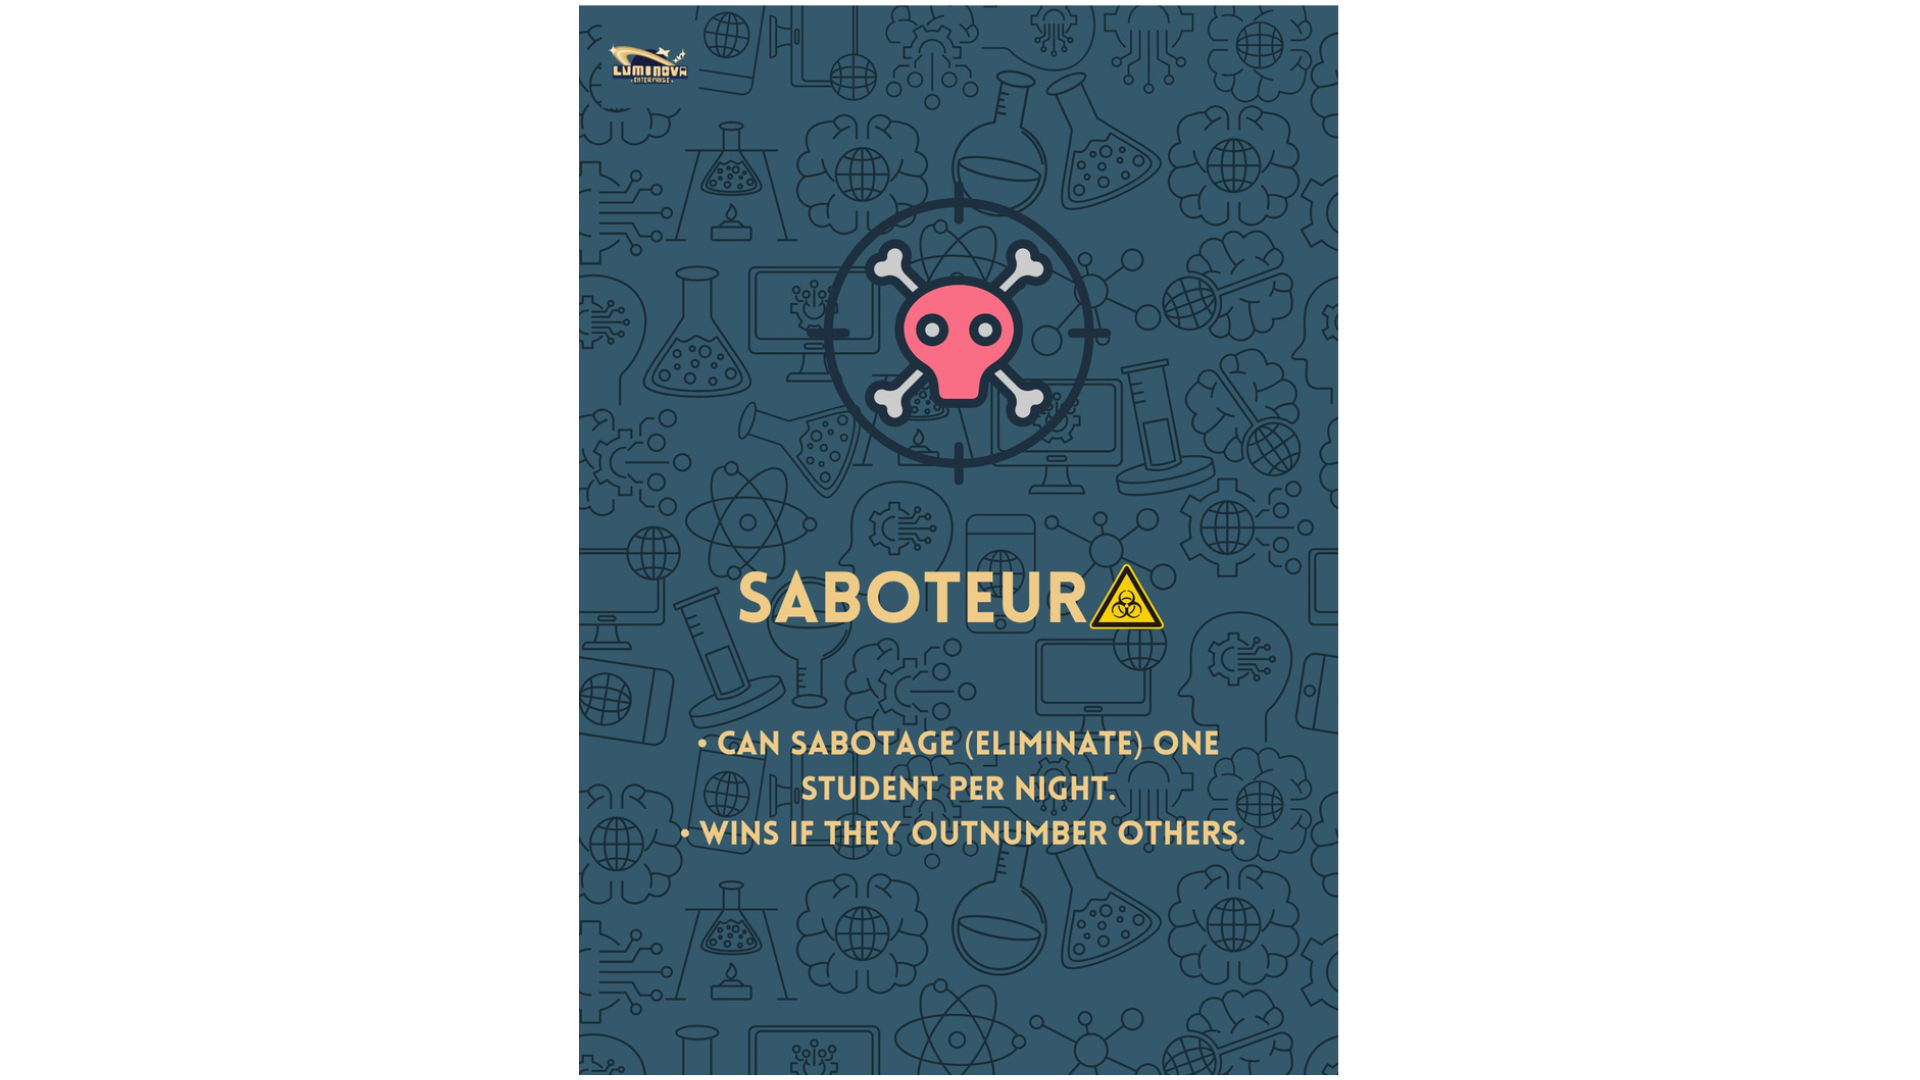 LUMINOVA
ENTERPRISE
SABOTEUR
• CAN SABOTAGE (ELIMINATE) ONE
STUDENT PER NIGHT.
• WINS IF THEY OUTNUMBER OTHERS.